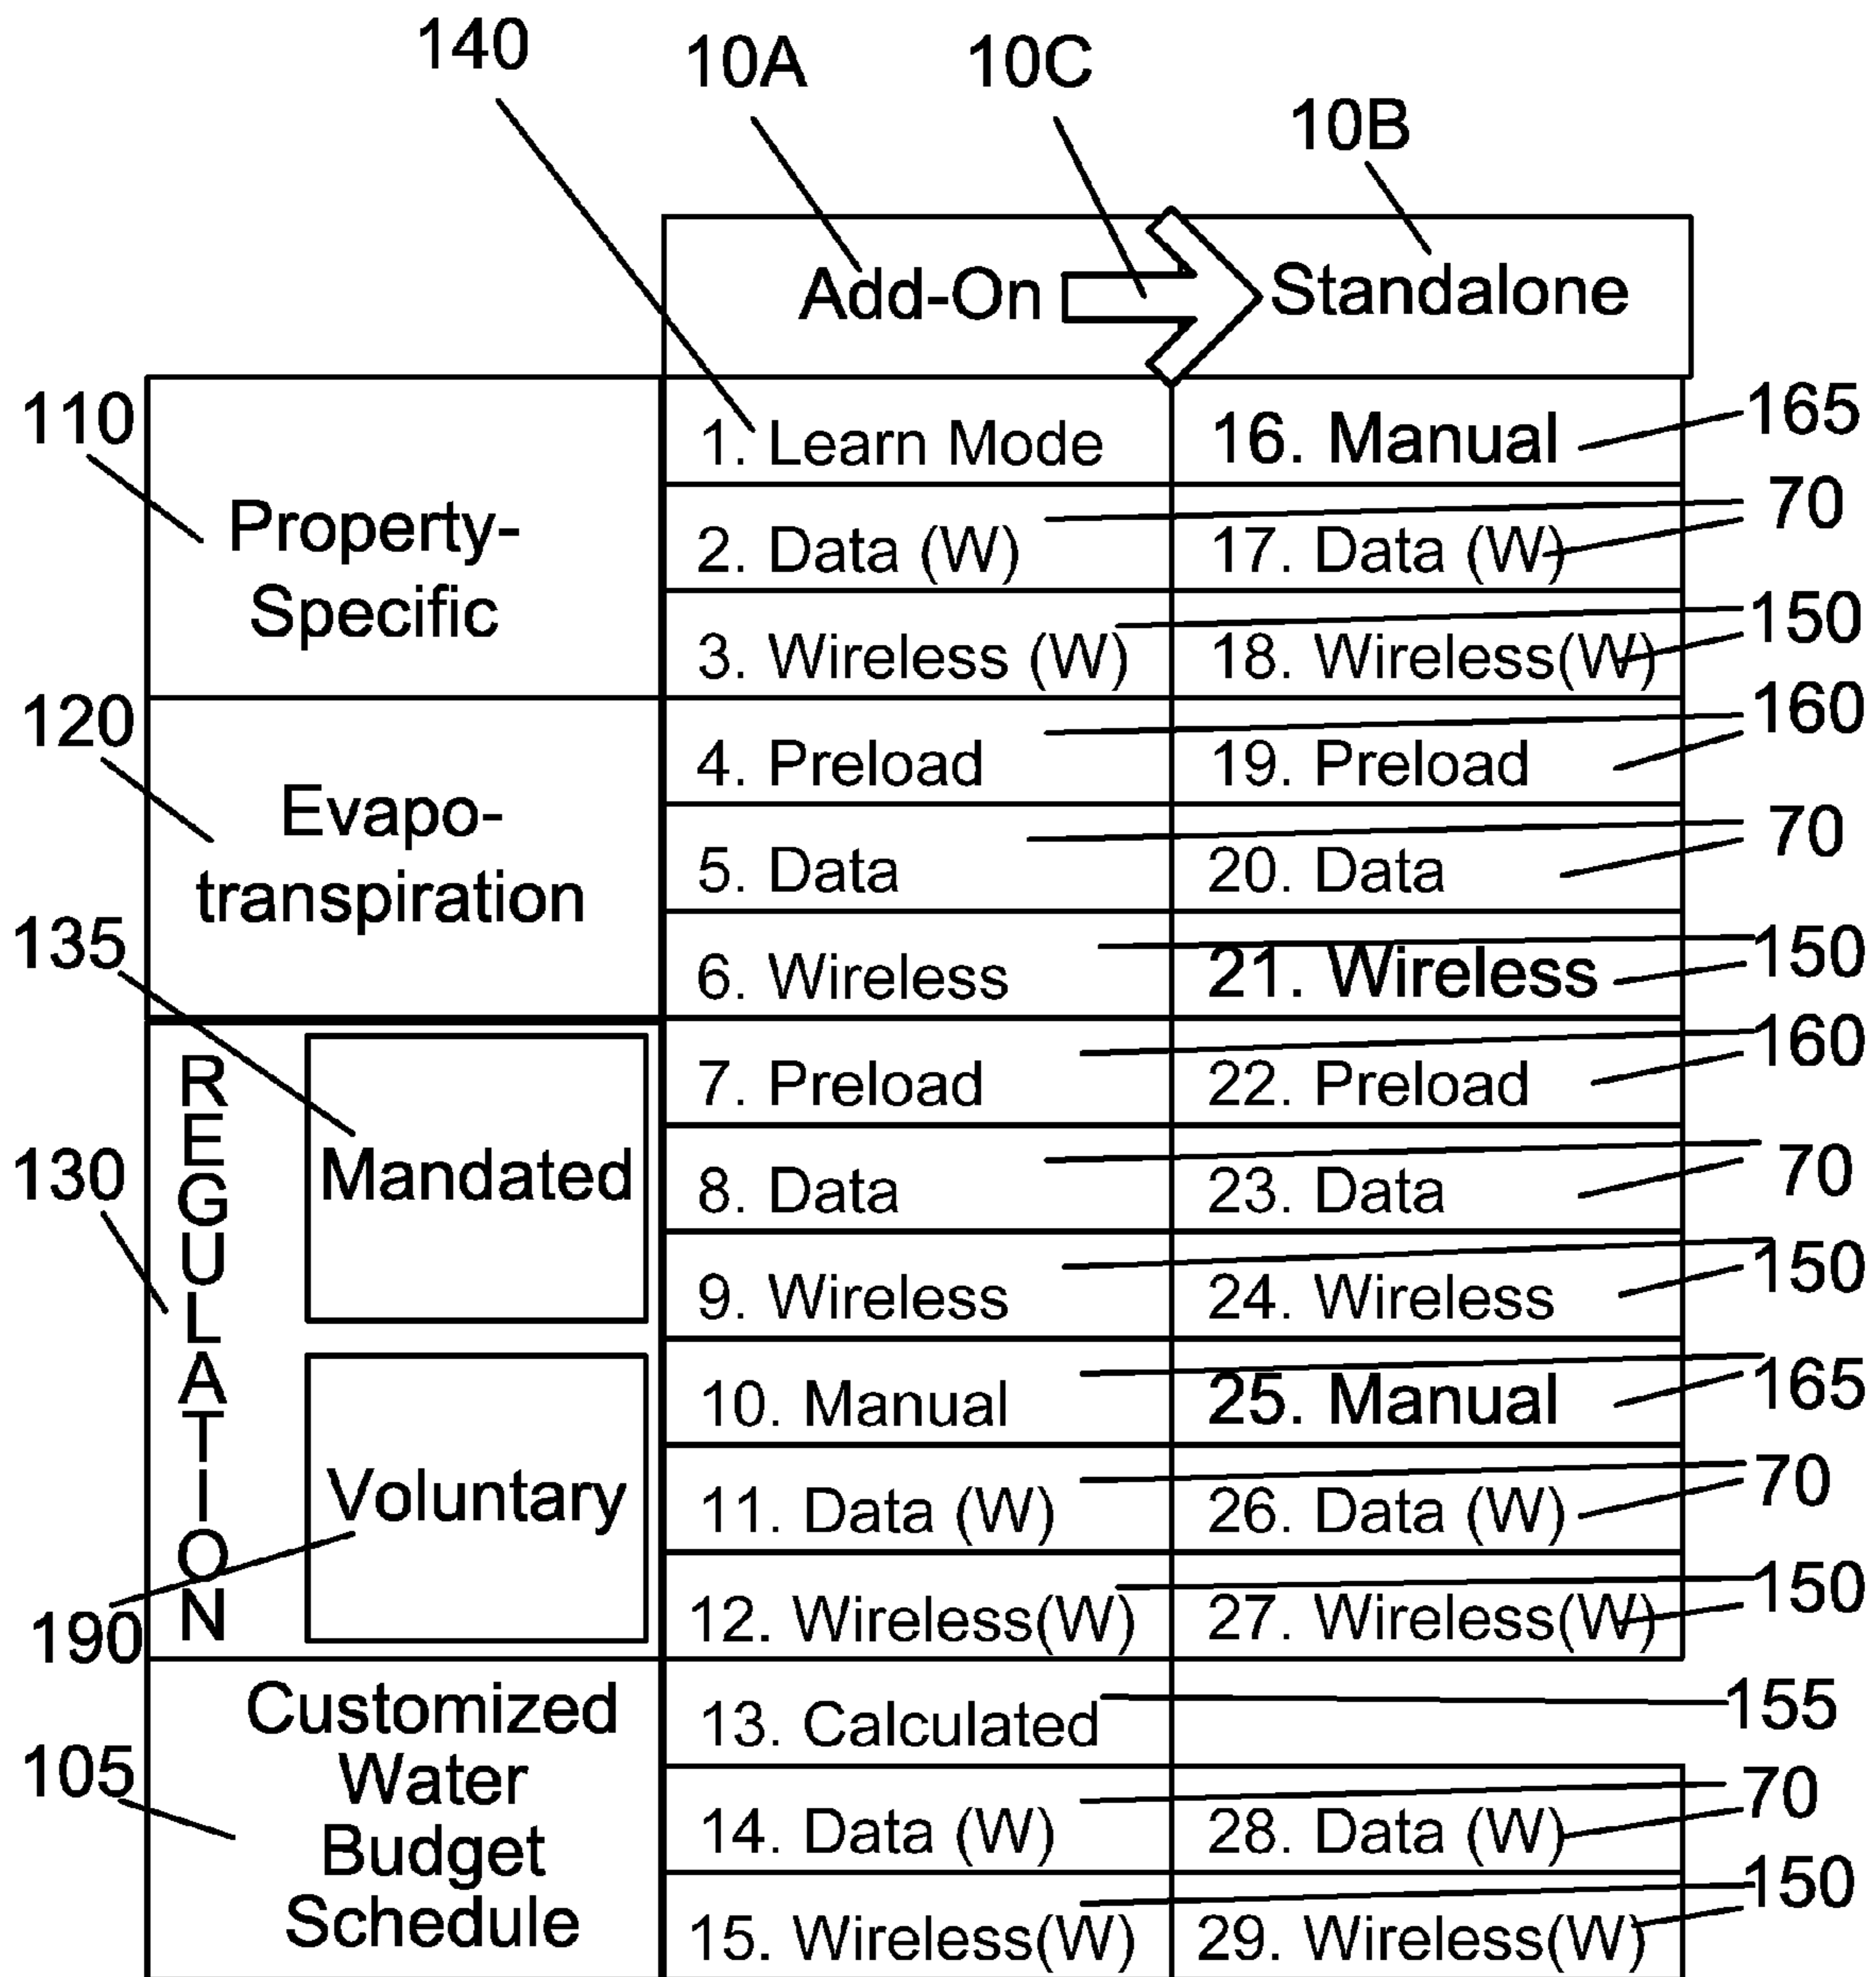 140
10A
10C
10B
Add-On
Standalone
110
Property-
Specific
1. Learn Mode
16. Manual
165
2. Data (W)
17. Data (W)
70
3. Wireless (W)
18. Wireless(W)
150
120
Evapo-
transpiration
4. Preload
19. Preload
160
5. Data
20. Data
70
6. Wireless
21. Wireless
150
135
130
REGULATION
Mandated
7. Preload
22. Preload
160
8. Data
23. Data
70
9. Wireless
24. Wireless
150
190
Voluntary
10. Manual
25. Manual
165
11. Data (W)
26. Data (W)
70
12. Wireless(W)
27. Wireless(W)
150
105
Customized
Water
Budget
Schedule
13. Calculated
155
14. Data (W)
28. Data (W)
70
15. Wireless(W)
29. Wireless(W)
150